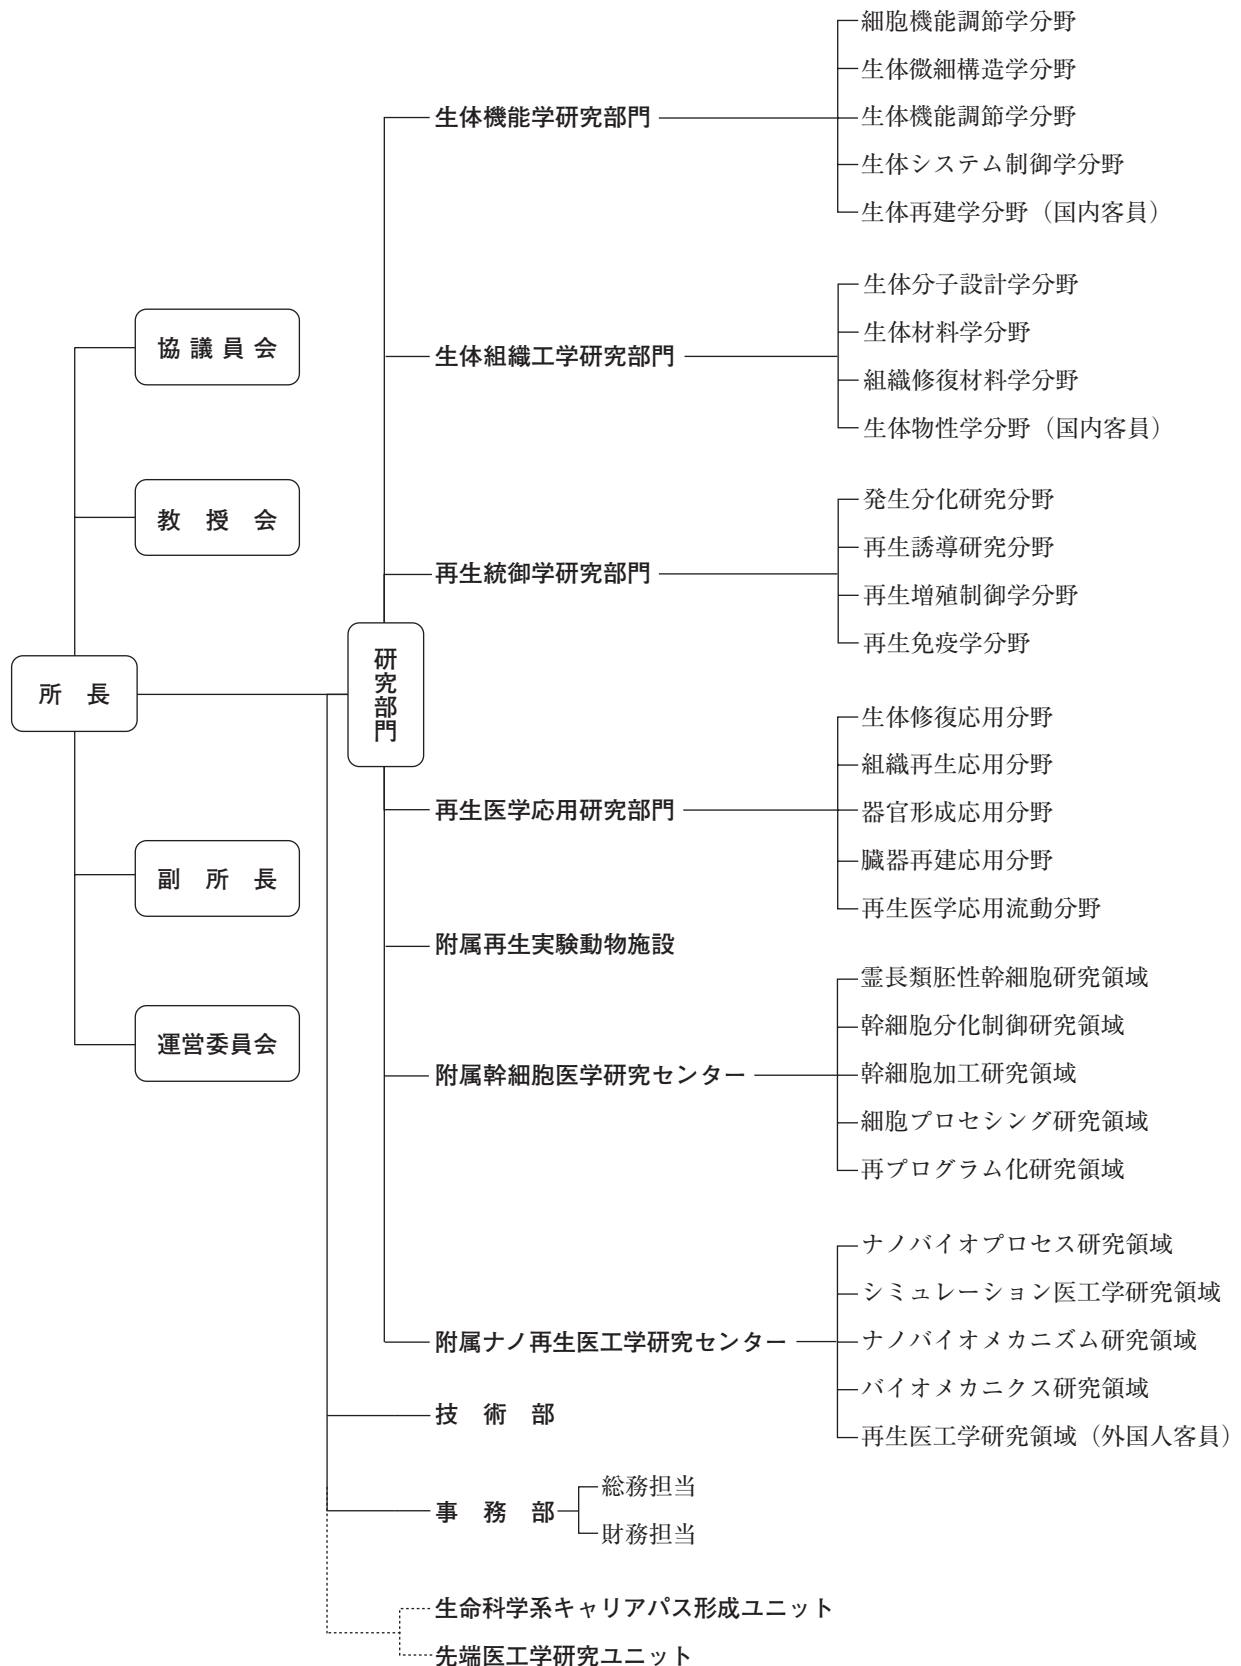 所 長
協 議 員 会
教 授 会
副 所 長
運営委員会
研究部門
生体機能学研究部門
細胞機能調節学分野
生体微細構造学分野
生体機能調節学分野
生体システム制御学分野
生体再建学分野（国内客員）
生体組織工学研究部門
生体分子設計学分野
生体材料学分野
組織修復材料学分野
生体物性学分野（国内客員）
再生統御学研究部門
発生分化研究分野
再生誘導研究分野
再生増殖制御学分野
再生免疫学分野
再生医学応用研究部門
生体修復応用分野
組織再生応用分野
器官形成応用分野
臓器再建応用分野
再生医学応用流動分野
附属再生実験動物施設
附属幹細胞医学研究センター
霊長類胚性幹細胞研究領域
幹細胞分化制御研究領域
幹細胞加工研究領域
細胞プロセシング研究領域
再プログラム化研究領域
附属ナノ再生医工学研究センター
ナノバイオプロセス研究領域
シミュレーション医工学研究領域
ナノバイオメカニズム研究領域
バイオメカニクス研究領域
再生医工学研究領域（外国人客員）
技 術 部
事 務 部
総務担当
財務担当
生命科学系キャリアパス形成ユニット
先端医工学研究ユニット